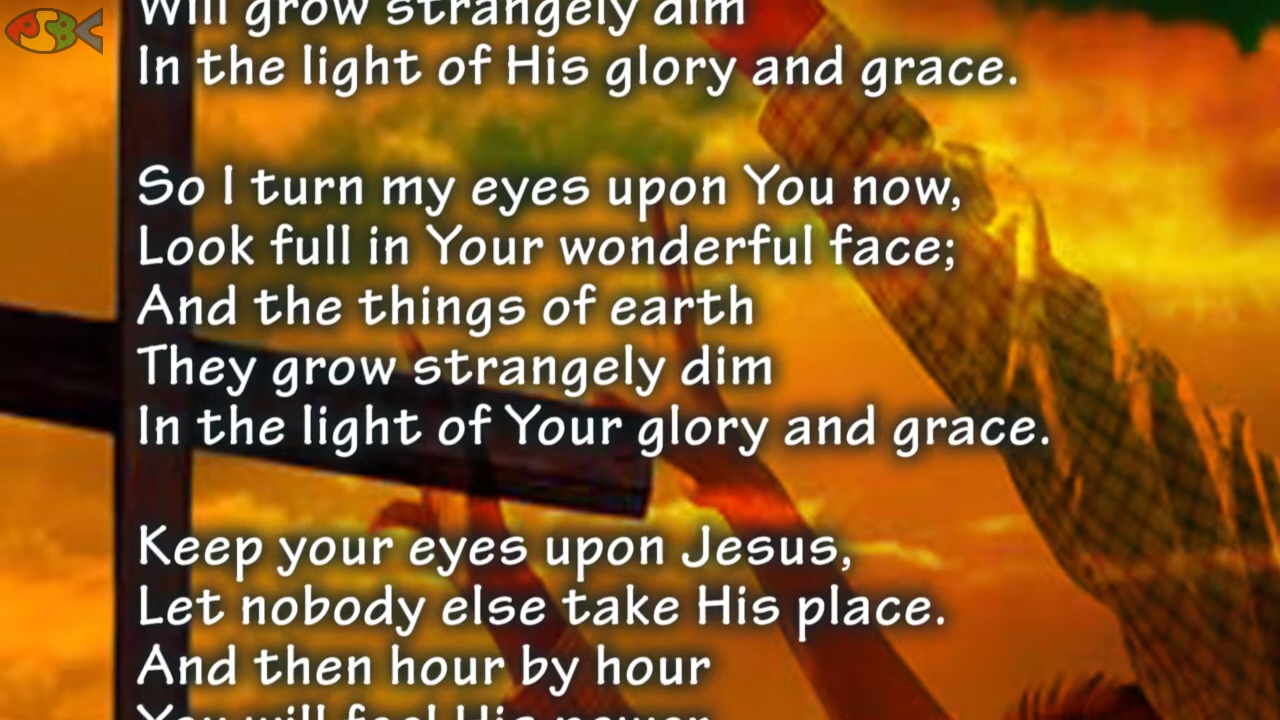 SBC
Will grow strangely dim
In the light of His glory and grace.
So I turn my eyes upon You now,
Look full in Your wonderful face;
And the things of earth
They grow strangely dim
In the light of Your glory and grace.
Keep your eyes upon Jesus,
Let nobody else take His place.
And then hour by hour
You will feel His power